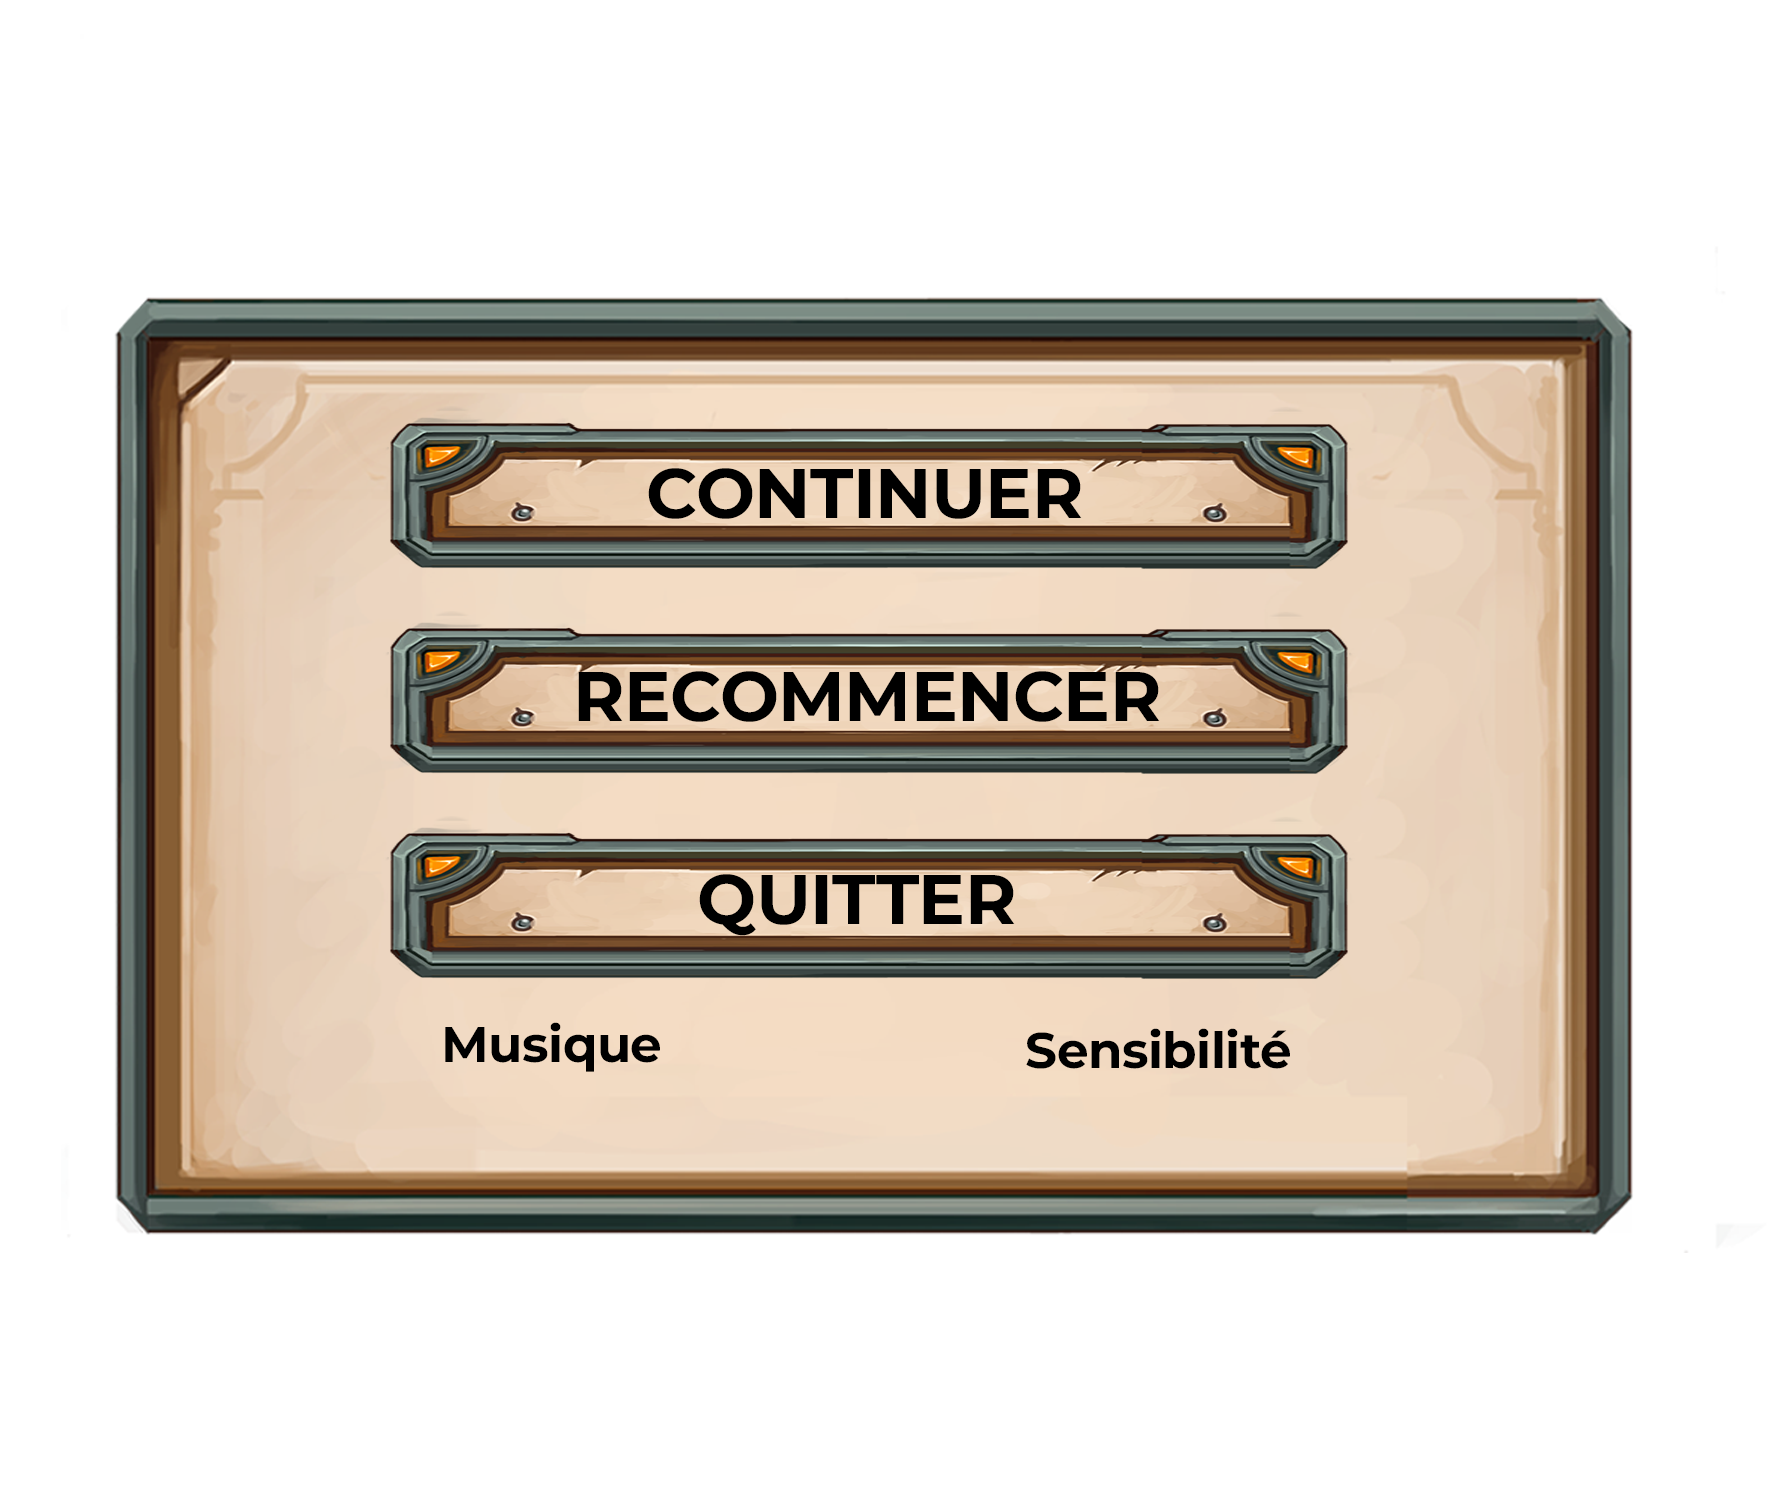 CONTINUER
RECOMMENCER
QUITTER
Musique
Sensibilité